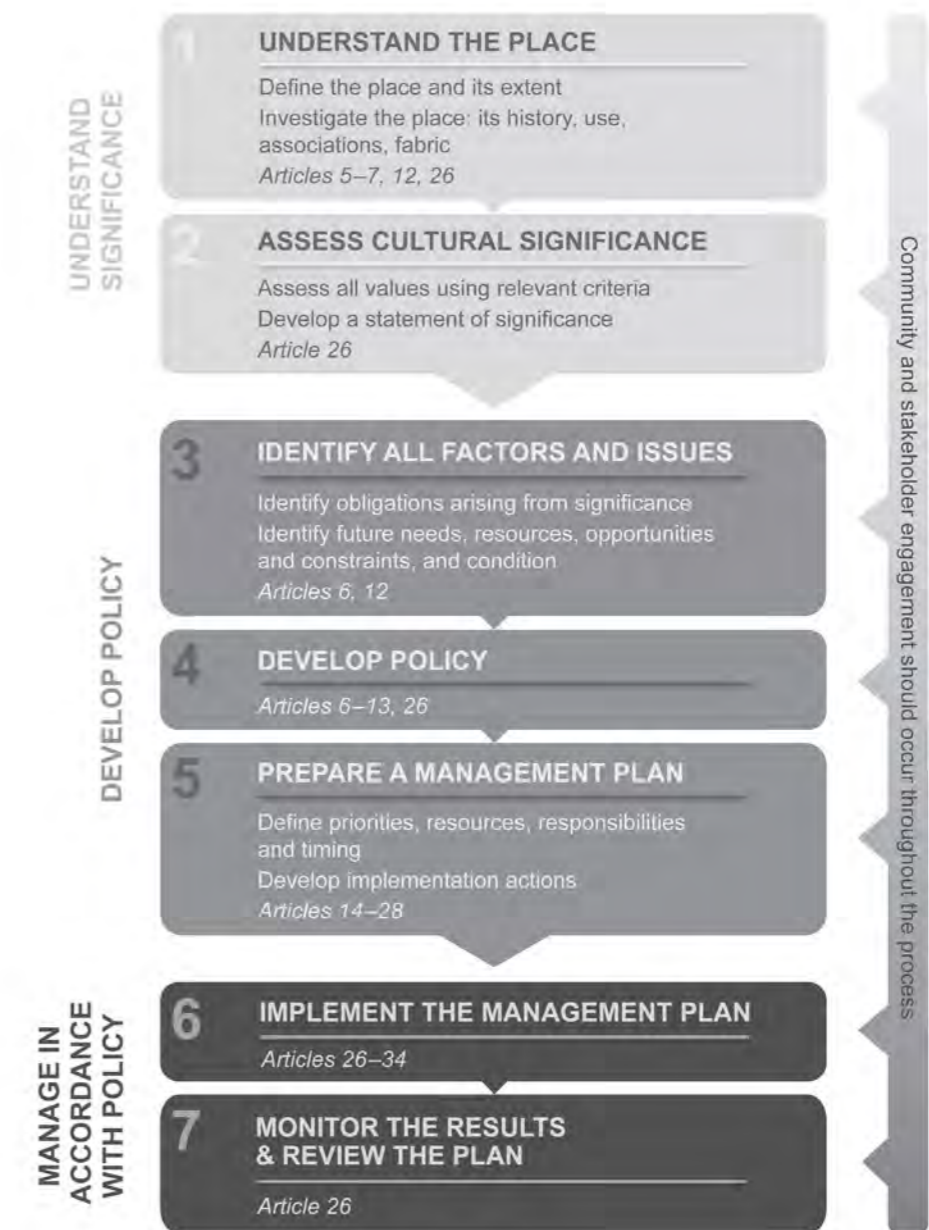 UNDERSTAND
SIGNIFICANCE
1
UNDERSTAND THE PLACE
Define the place and its extent
Investigate the place: its history, use,
associations, fabric
Articles 5–7, 12, 26
2
ASSESS CULTURAL SIGNIFICANCE
Assess all values using relevant criteria
Develop a statement of significance
Article 26
DEVELOP POLICY
3
IDENTIFY ALL FACTORS AND ISSUES
Identify obligations arising from significance
Identify future needs, resources, opportunities
and constraints, and condition
Articles 6, 12
4
DEVELOP POLICY
Articles 6–13, 26
5
PREPARE A MANAGEMENT PLAN
Define priorities, resources, responsibilities
and timing
Develop implementation actions
Articles 14–28
MANAGE IN
ACCORDANCE
WITH POLICY
6
IMPLEMENT THE MANAGEMENT PLAN
Articles 26–34
7
MONITOR THE RESULTS
& REVIEW THE PLAN
Article 26
Community and stakeholder engagement should occur throughout the process